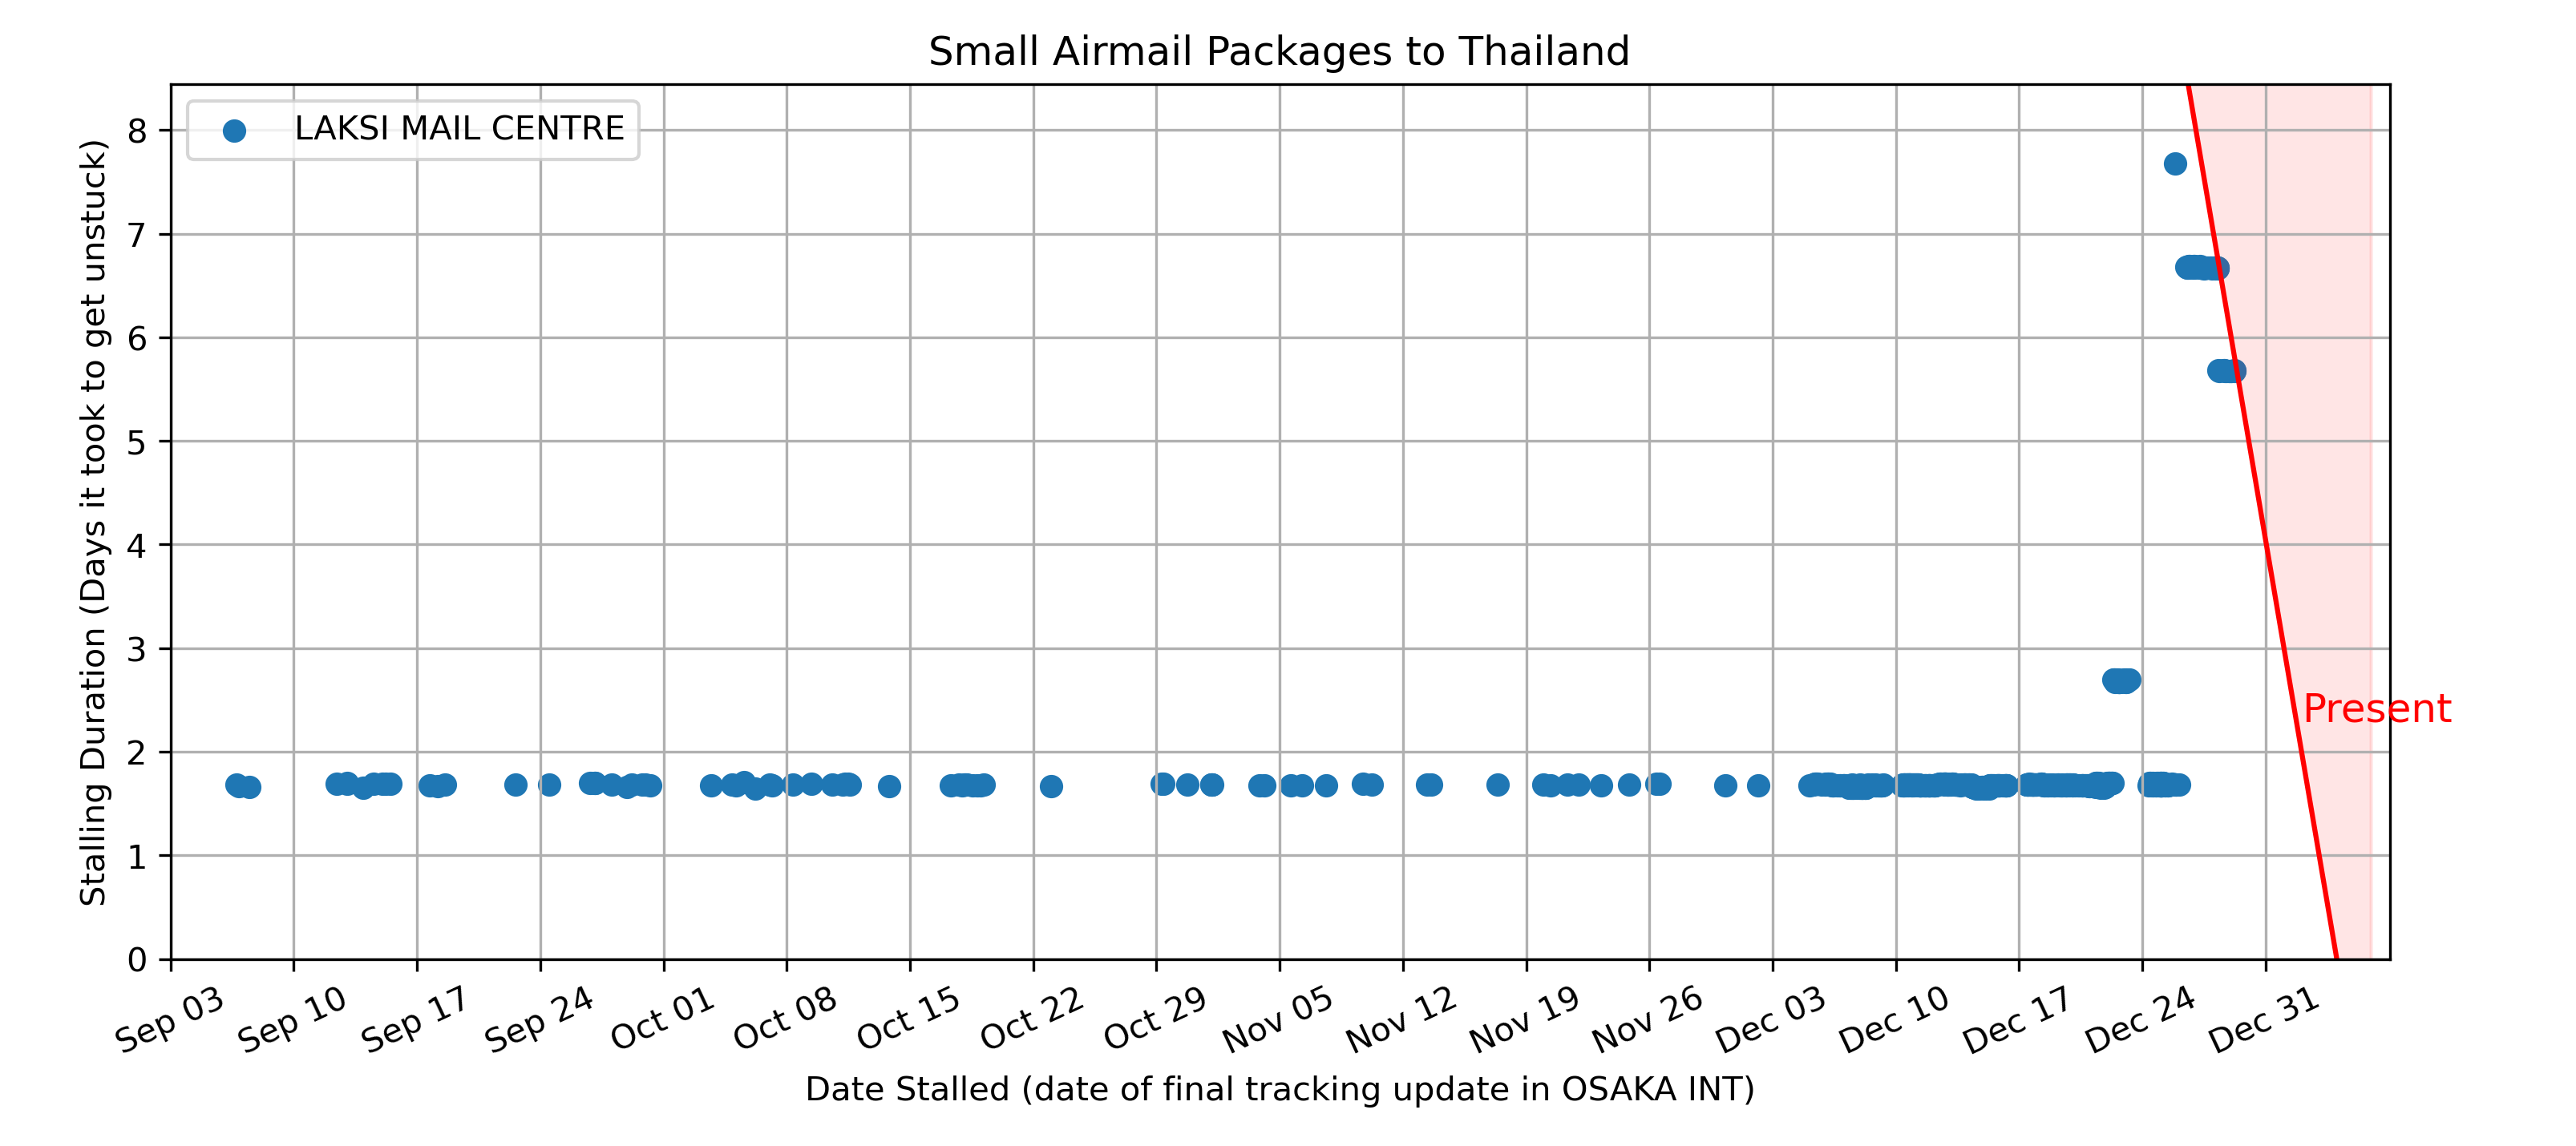 Small Airmail Packages to Thailand
LAKSI MAIL CENTRE
Stalling Duration (Days it took to get unstuck)
8
7
6
5
4
3
2
1
0
Present
Sep 03
Sep 10
Sep 17
Sep 24
Oct 01
Oct 08
Oct 15
Oct 22
Oct 29
Nov 05
Nov 12
Nov 19
Nov 26
Dec 03
Dec 10
Dec 17
Dec 24
Dec 31
Date Stalled (date of final tracking update in OSAKA INT)